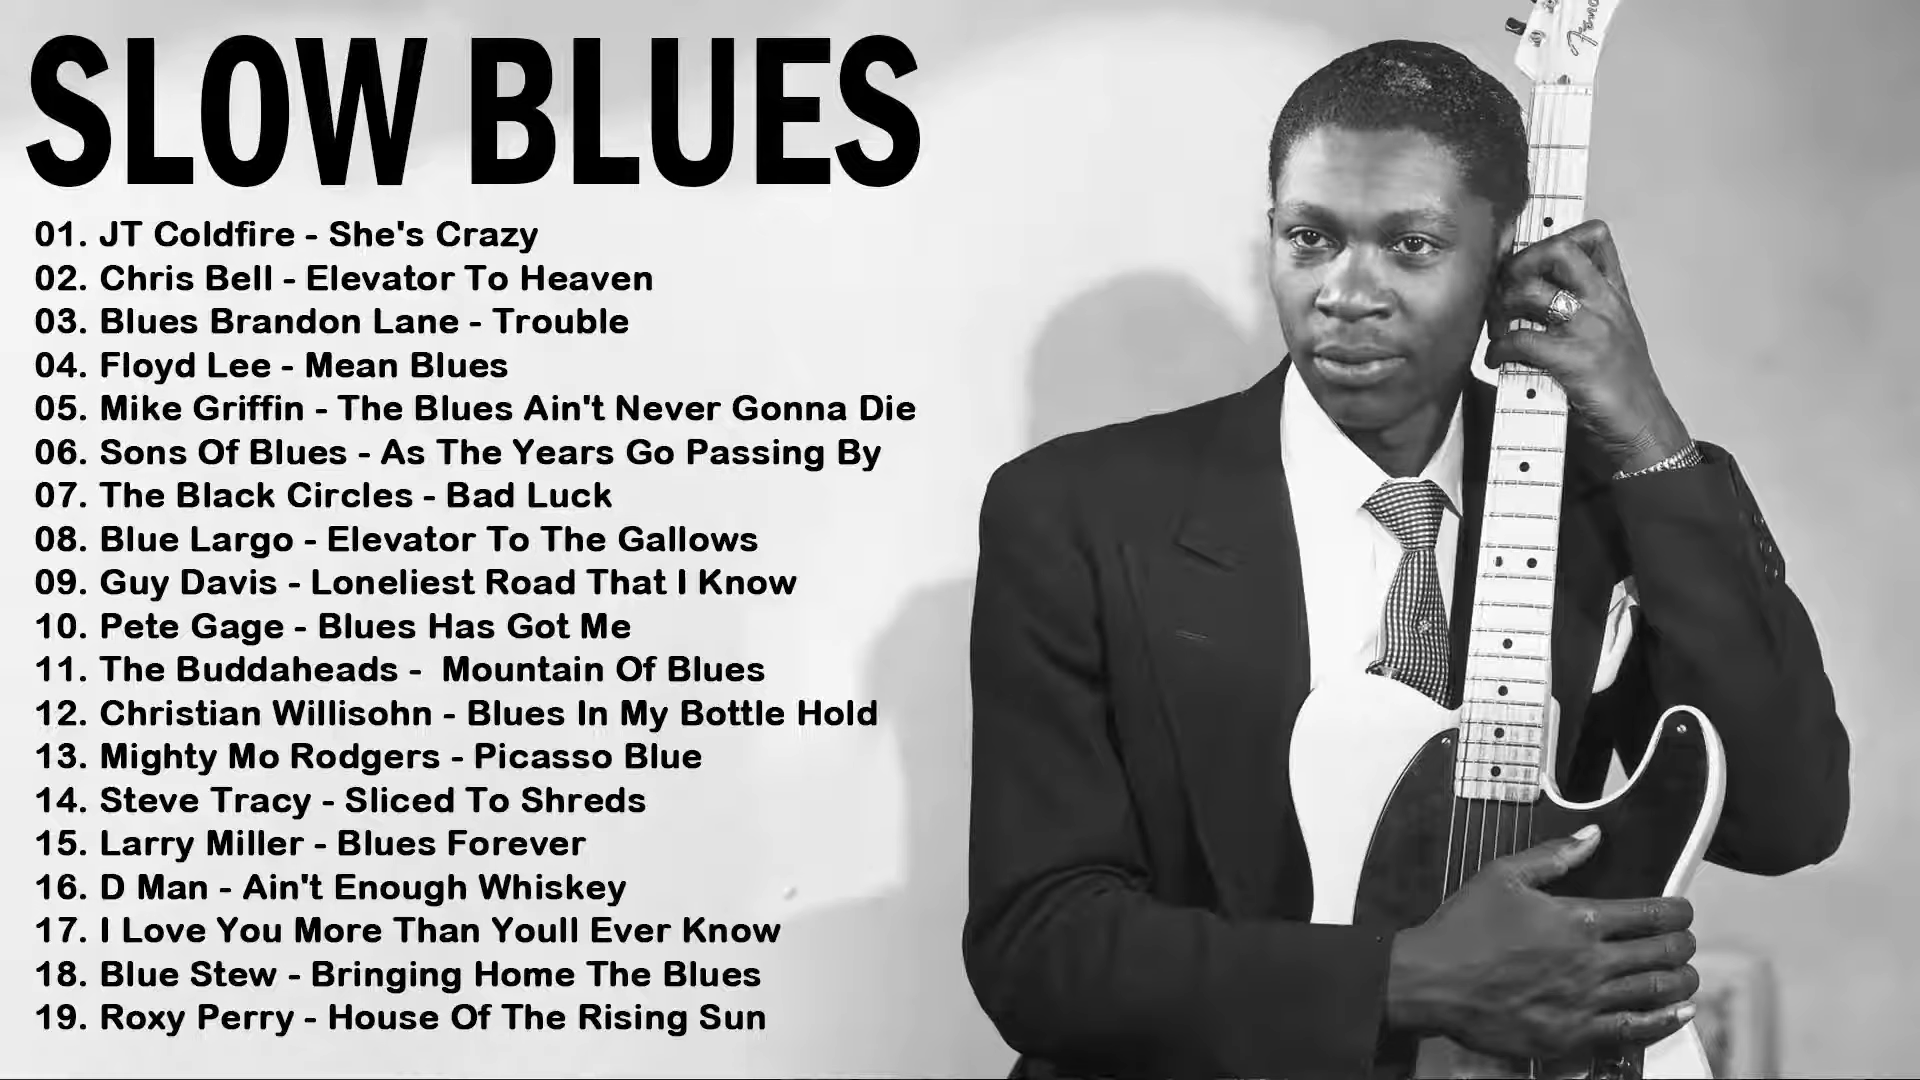 SLOW BLUES
01. JT Coldfire - She's Crazy
02. Chris Bell - Elevator To Heaven
03. Blues Brandon Lane - Trouble
04. Floyd Lee - Mean Blues
05. Mike Griffin - The Blues Ain't Never Gonna Die
06. Sons Of Blues - As The Years Go Passing By
07. The Black Circles - Bad Luck
08. Blue Largo - Elevator To The Gallows
09. Guy Davis - Loneliest Road That I Know
10. Pete Gage - Blues Has Got Me
11. The Buddaheads -  Mountain Of Blues
12. Christian Willisohn - Blues In My Bottle Hold
13. Mighty Mo Rodgers - Picasso Blue
14. Steve Tracy - Sliced To Shreds
15. Larry Miller - Blues Forever
16. D Man - Ain't Enough Whiskey
17. I Love You More Than Youll Ever Know
18. Blue Stew - Bringing Home The Blues
19. Roxy Perry - House Of The Rising Sun